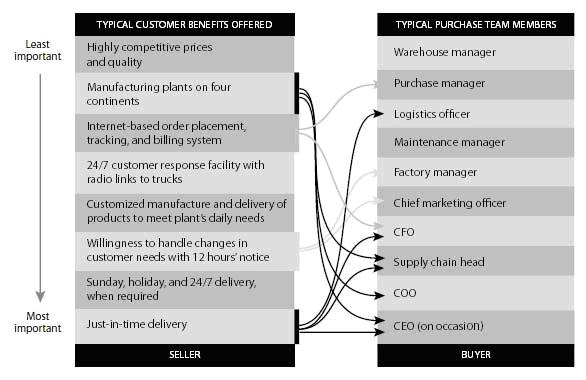 TYPICAL CUSTOMER BENEFITS OFFERED
TYPICAL PURCHASE TEAM MEMBERS
Least
important
Most
important
Highly competitive prices
and quality
Manufacturing plants on four
continents
Internet-based order placement,
tracking, and billing system
24/7 customer response facility with
radio links to trucks
Customized manufacture and delivery of
products to meet plant's daily needs
Willingness to handle changes in
customer needs with 12 hours' notice
Sunday, holiday, and 24/7 delivery,
when required
Just-in-time delivery
SELLER
Warehouse manager
Purchase manager
Logistics officer
Maintenance manager
Factory manager
Chief marketing officer
CFO
Supply chain head
COO
CEO (on occasion)
BUYER